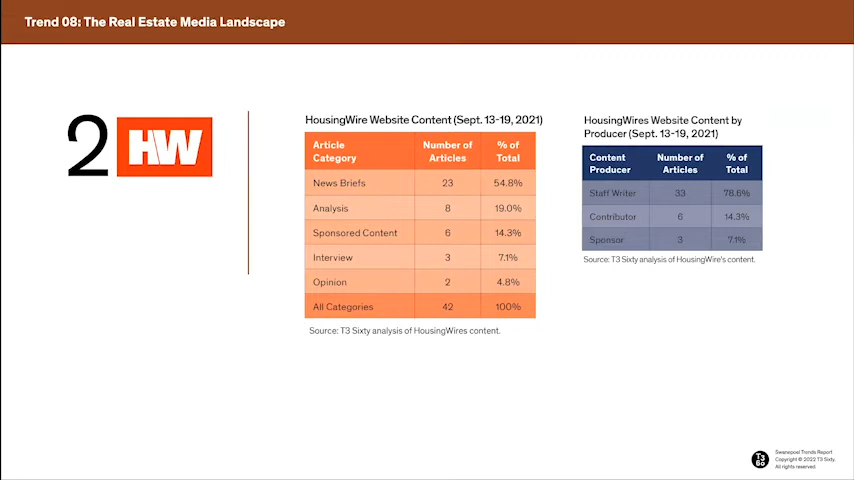 Trend 08: The Real Estate Media Landscape
2 HW
HousingWire Website Content (Sept. 13-19, 2021)
Article Category Number of Articles % of Total
News Briefs 23 54.8%
Analysis 8 19.0%
Sponsored Content 6 14.3%
Interview 3 7.1%
Opinion 2 4.8%
All Categories 42 100%
Source: T3 Sixty analysis of HousingWires content.
HousingWires Website Content by
Producer (Sept. 13-19, 2021)
Content Producer Number of Articles % of Total
Staff Writer 33 78.6%
Contributor 6 14.3%
Sponsor 3 7.1%
Source: T3 Sixty analysis of HousingWire's content.
T3
60
Swanepoel Trends Report
Copyright © 2022 T3 Sixty.
All rights reserved.